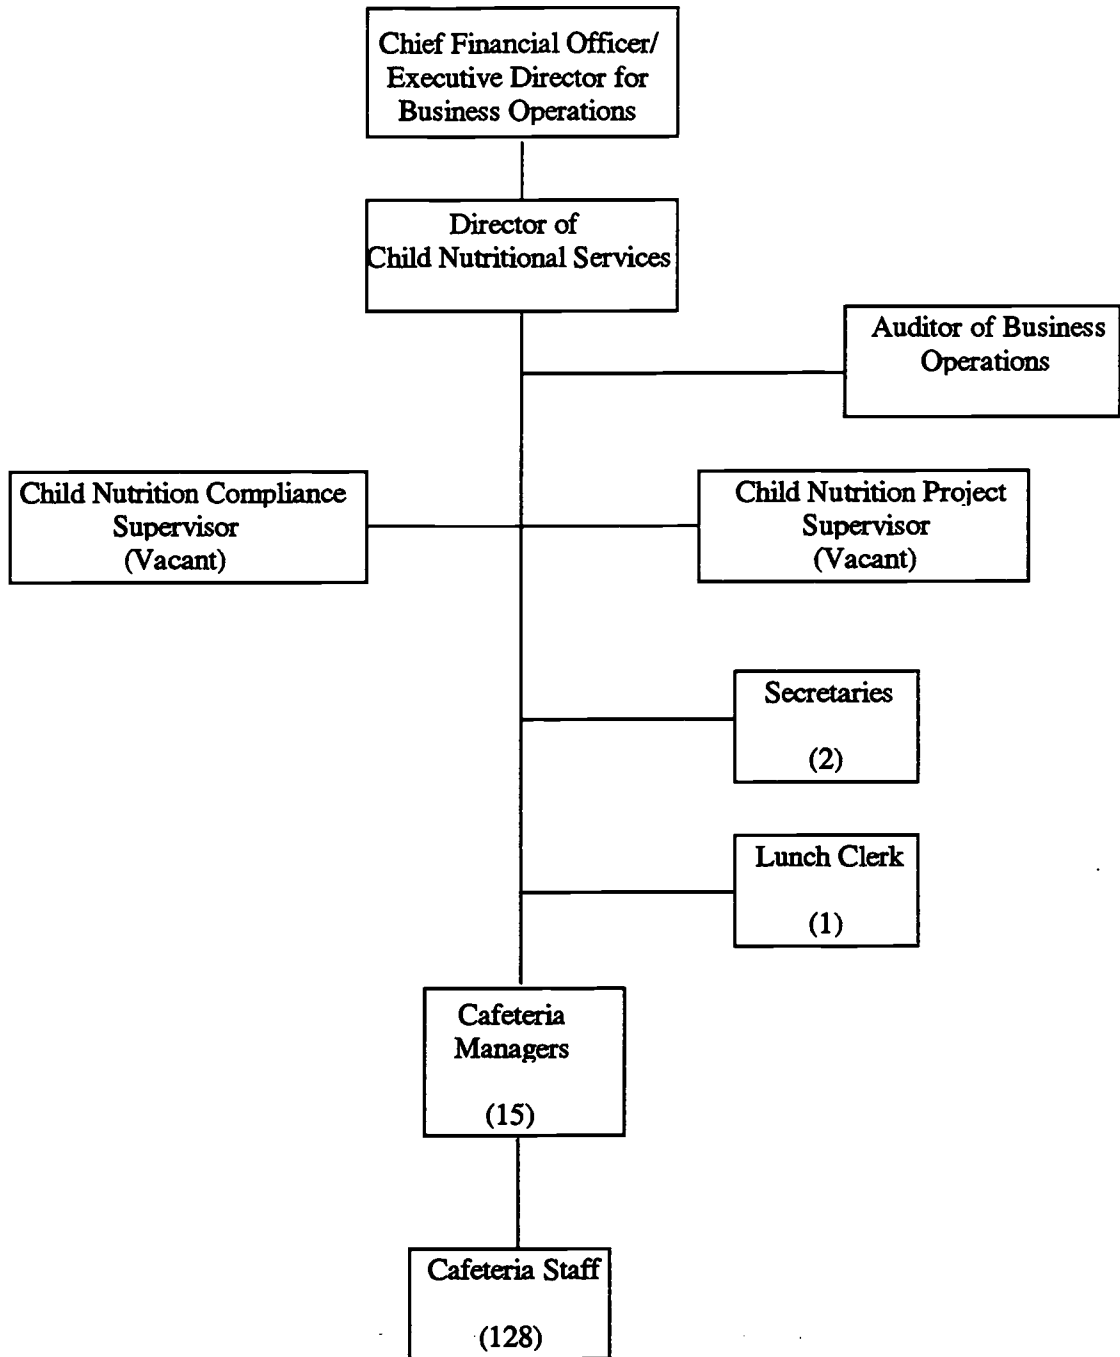 Chief Financial Officer/
Executive Director for
Business Operations
Director of
Child Nutritional Services
Auditor of Business
Operations
Child Nutrition Compliance
Supervisor
(Vacant)
Child Nutrition Project
Supervisor
(Vacant)
Secretaries
(2)
Lunch Clerk
(1)
Cafeteria
Managers
(15)
Cafeteria Staff
(128)